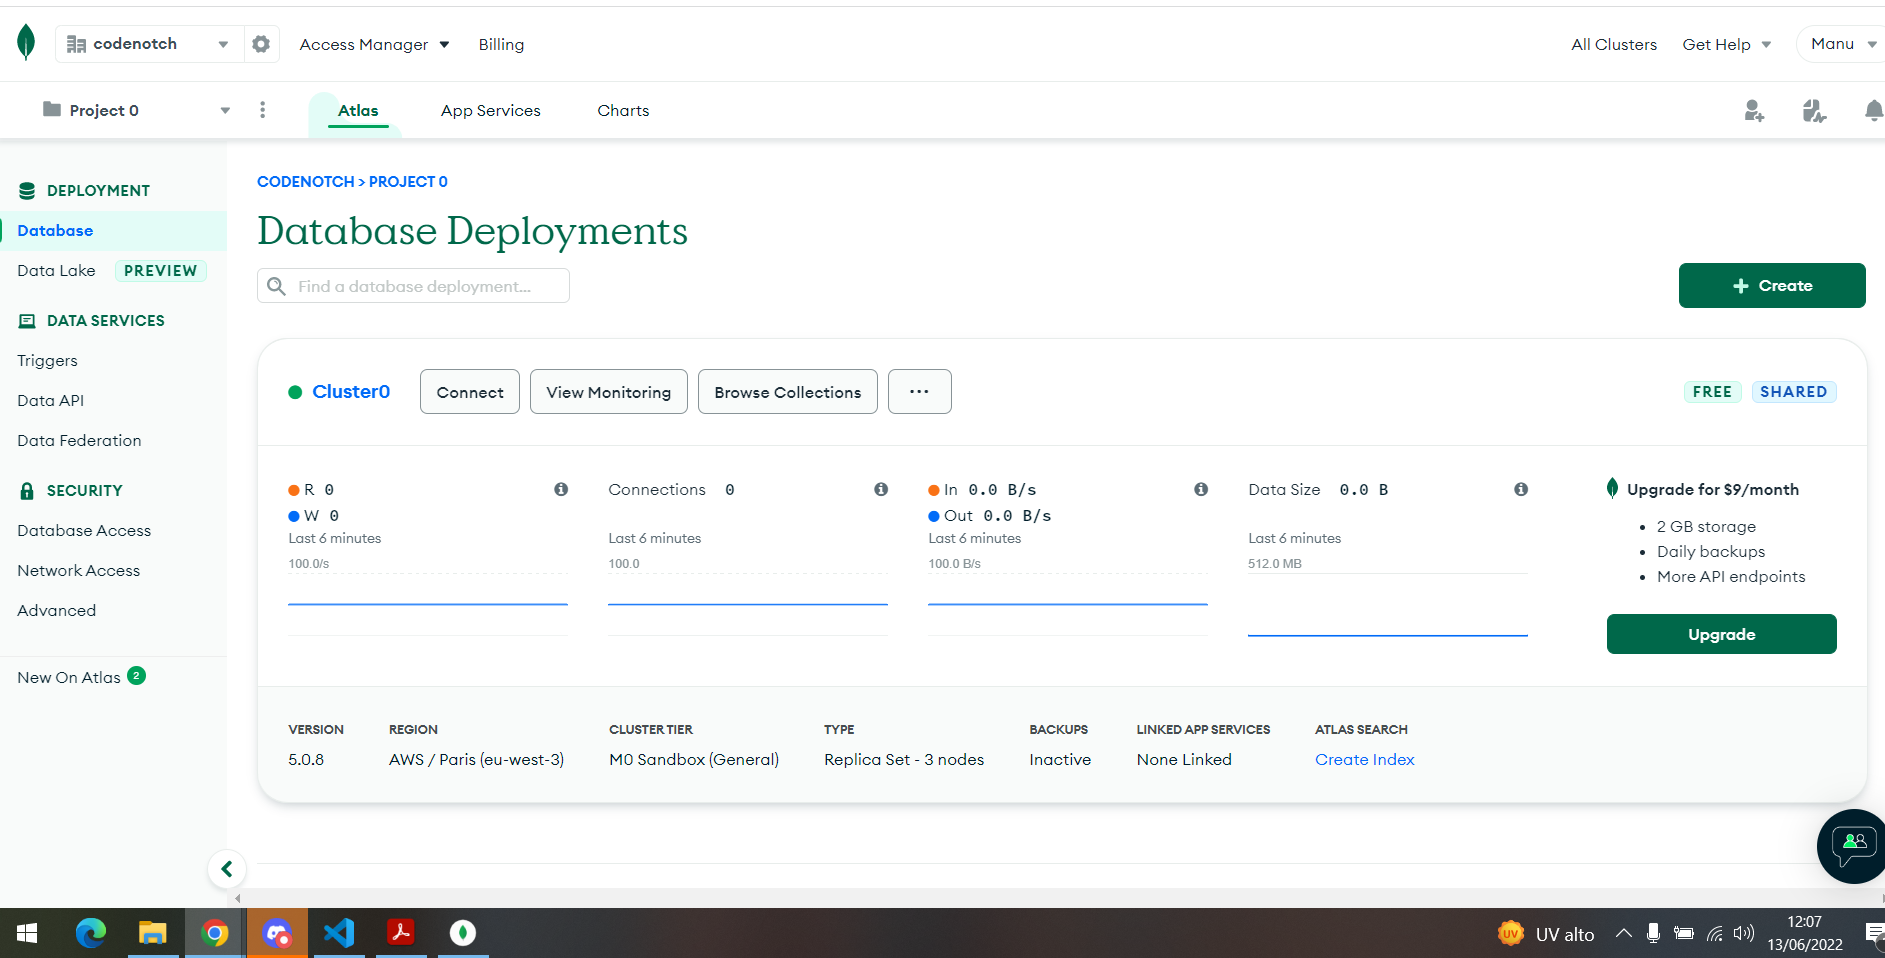 codenotch
Access Manager
Billing
All Clusters
Get Help
Manu
Project 0
Atlas
App Services
Charts
DEPLOYMENT
Database
Data Lake PREVIEW
DATA SERVICES
Triggers
Data API
Data Federation
SECURITY
Database Access
Network Access
Advanced
New On Atlas 2
CODENOTCH > PROJECT 0
Database Deployments
Find a database deployment...
+ Create
Cluster0
Connect
View Monitoring
Browse Collections
...
FREE
SHARED
R 0
W 0
Last 6 minutes
100.0/s
Connections 0
Last 6 minutes
100.0
In 0.0 B/s
Out 0.0 B/s
Last 6 minutes
100.0 B/s
Data Size 0.0 B
Last 6 minutes
512.0 MB
Upgrade for $9/month
• 2 GB storage
• Daily backups
• More API endpoints
Upgrade
VERSION
5.0.8
REGION
AWS / Paris (eu-west-3)
CLUSTER TIER
M0 Sandbox (General)
TYPE
Replica Set - 3 nodes
BACKUPS
Inactive
LINKED APP SERVICES
None Linked
ATLAS SEARCH
Create Index
UV
UV alto
12:07
13/06/2022